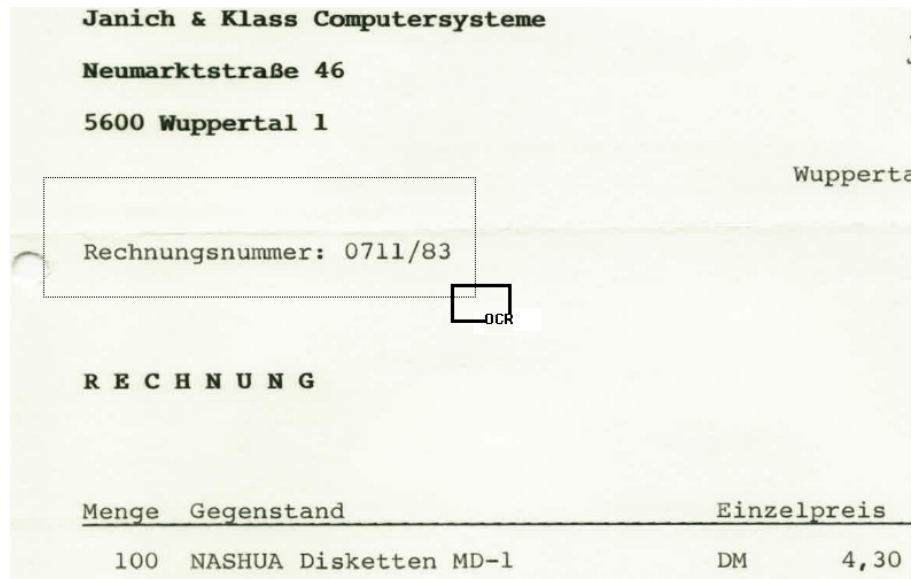 Janich & Klass Computersysteme
Neumarktstraße 46
5600 Wuppertal 1
Rechnungsnummer: 0711/83
OCR
R E C H N U N G
Menge Gegenstand Einzelpreis
100 NASHUA Disketten MD-1 DM 4,30